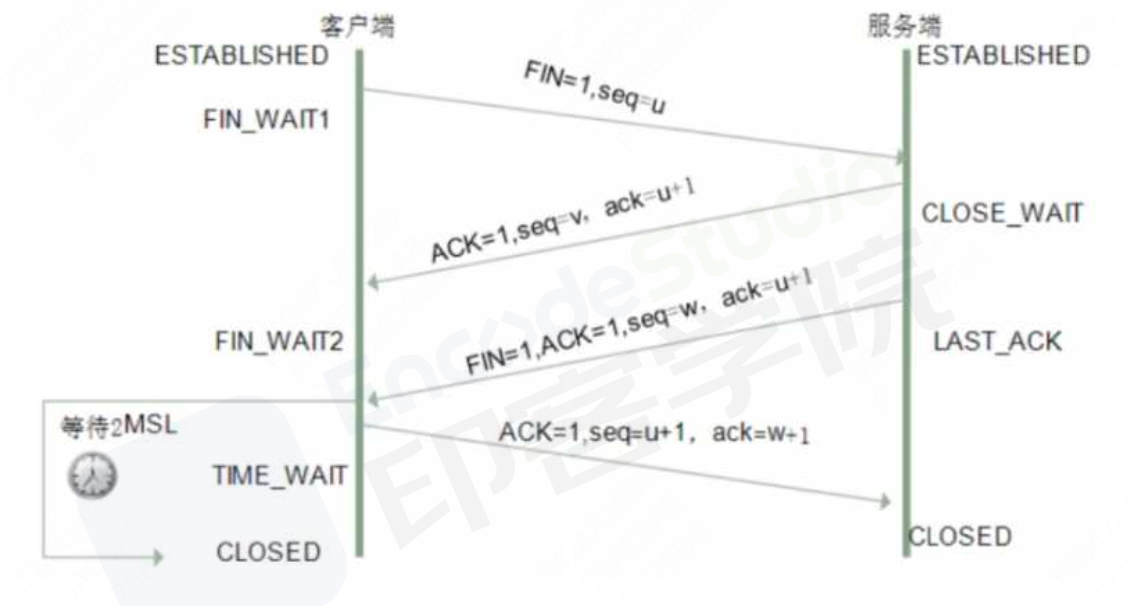 客户端
服务端
ESTABLISHED
ESTABLISHED
FIN=1,seq=u
FIN_WAIT1
CLOSE_WAIT
ACK=1,seq=v, ack=u+1
FIN=1,ACK=1,seq=w, ack=u+1
FIN_WAIT2
LAST_ACK
等待2MSL
ACK=1,seq=u+1, ack=w+1
TIME_WAIT
CLOSED
CLOSED
EncodeStudio
印客学院